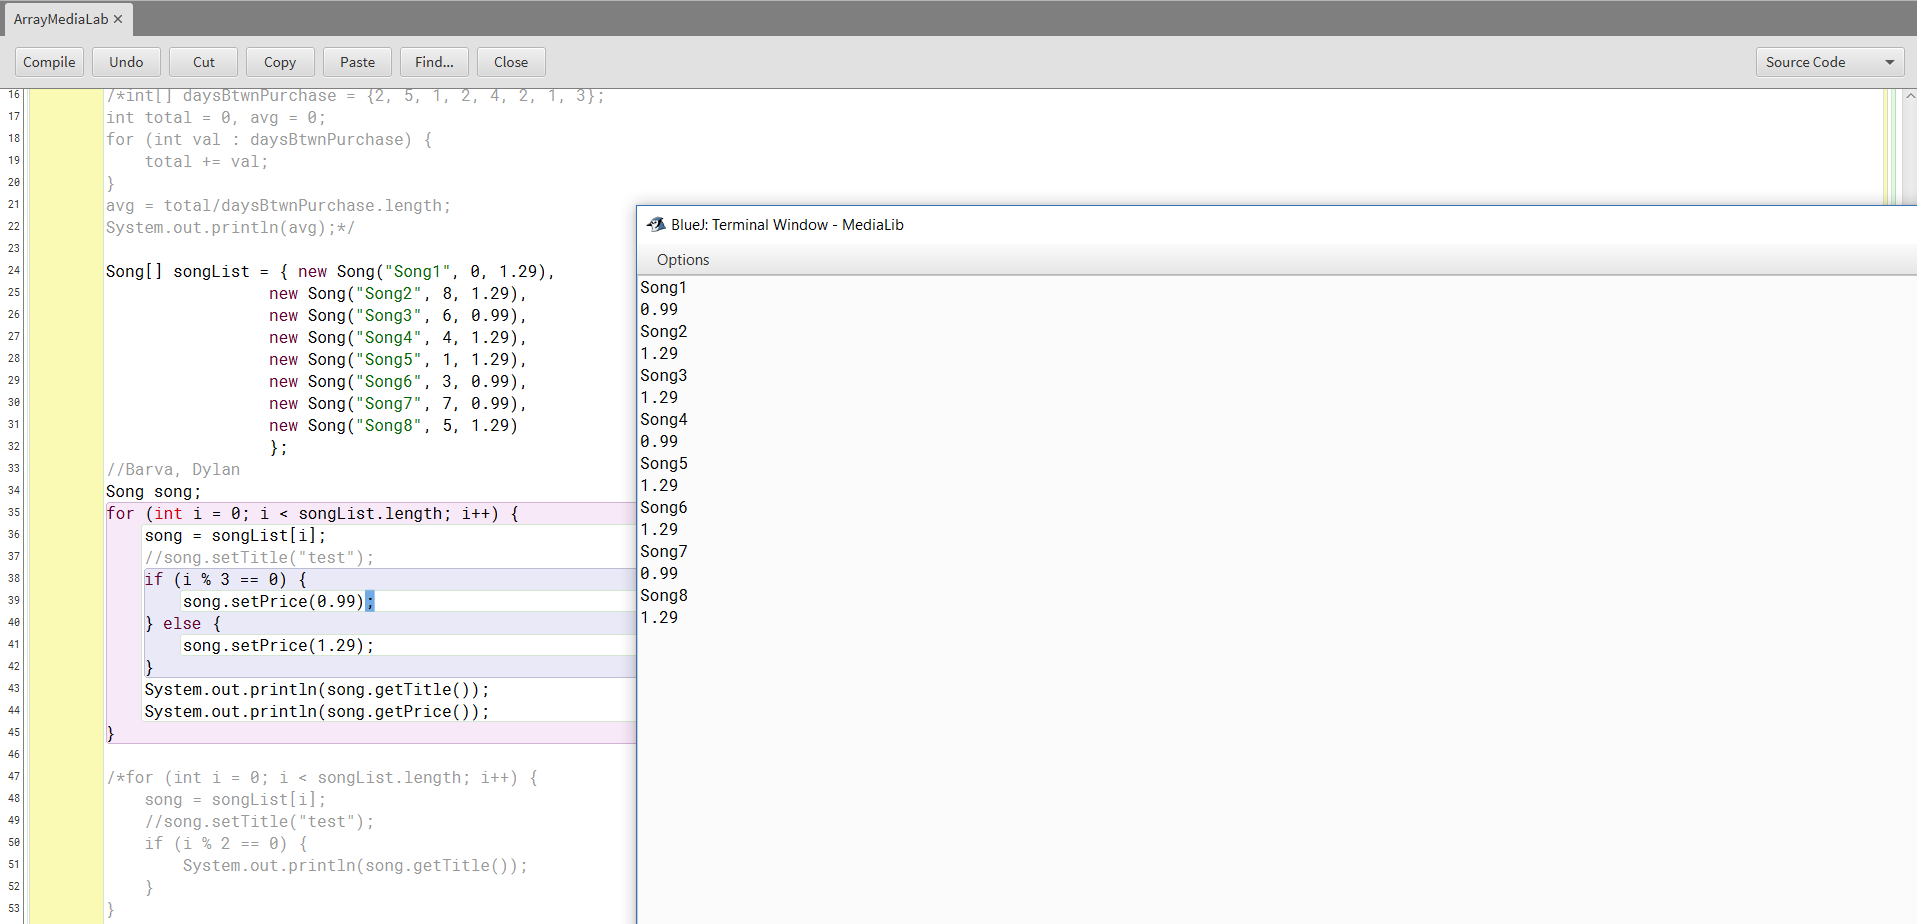 ArrayMediaLab ×
Compile Undo Cut Copy Paste Find... Close Source Code
16 /*int[] daysBtwnPurchase = {2, 5, 1, 2, 4, 2, 1, 3};
17 int total = 0, avg = 0;
18 for (int val : daysBtwnPurchase) {
19     total += val;
20 }
21 avg = total/daysBtwnPurchase.length;
22 System.out.println(avg);*/
23
24 Song[] songList = { new Song("Song1", 0, 1.29),
25                  new Song("Song2", 8, 1.29),
26                  new Song("Song3", 6, 0.99),
27                  new Song("Song4", 4, 1.29),
28                  new Song("Song5", 1, 1.29),
29                  new Song("Song6", 3, 0.99),
30                  new Song("Song7", 7, 0.99),
31                  new Song("Song8", 5, 1.29)
32                  };
33 //Barva, Dylan
34 Song song;
35 for (int i = 0; i < songList.length; i++) {
36     song = songList[i];
37     //song.setTitle("test");
38     if (i % 3 == 0) {
39         song.setPrice(0.99);
40     } else {
41         song.setPrice(1.29);
42     }
43     System.out.println(song.getTitle());
44     System.out.println(song.getPrice());
45 }
46
47 /*for (int i = 0; i < songList.length; i++) {
48     song = songList[i];
49     //song.setTitle("test");
50     if (i % 2 == 0) {
51         System.out.println(song.getTitle());
52     }
53 }
BlueJ: Terminal Window - MediaLib
Options
Song1
0.99
Song2
1.29
Song3
1.29
Song4
0.99
Song5
1.29
Song6
1.29
Song7
0.99
Song8
1.29